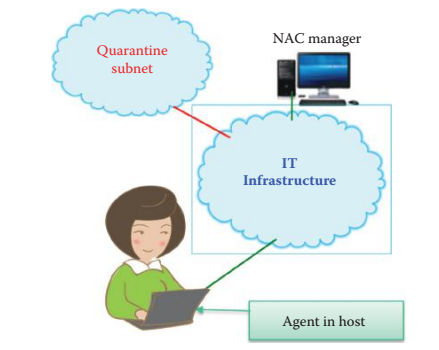 Quarantine
subnet
NAC manager
IT
Infrastructure
Agent in host